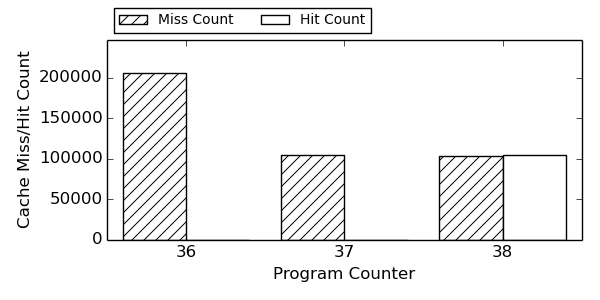 Miss Count Hit Count
Cache Miss/Hit Count
200000
150000
100000
50000
0
36 37 38
Program Counter